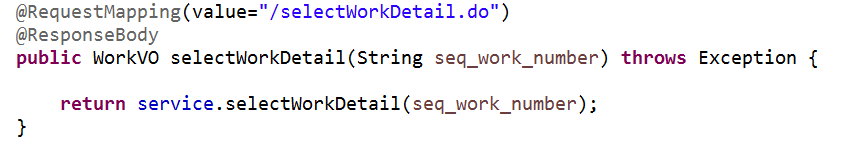 @RequestMapping(value="/selectWorkDetail.do")
@ResponseBody
public WorkVO selectWorkDetail(String seq_work_number) throws Exception {
return service.selectWorkDetail(seq_work_number);
}